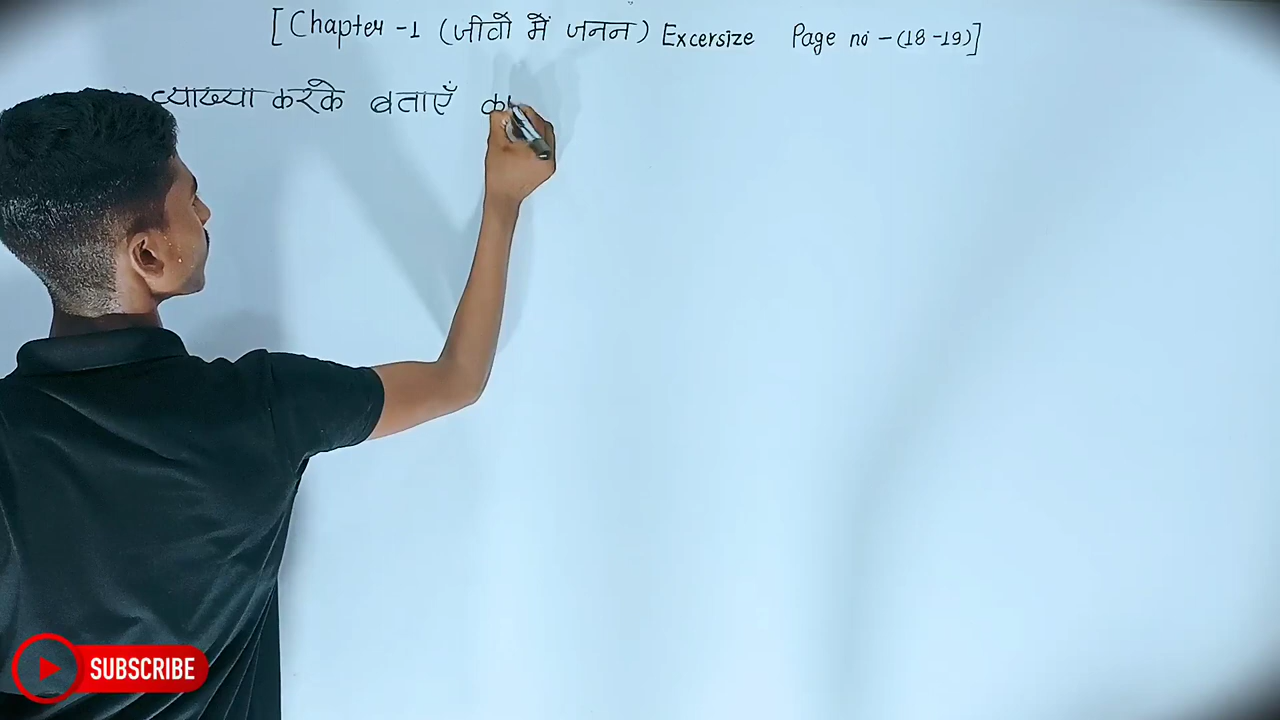 [Chapter -1 (जीवों में जनन) Excersize Page no - (18 -19)]
व्याख्या करके बताएँ
SUBSCRIBE